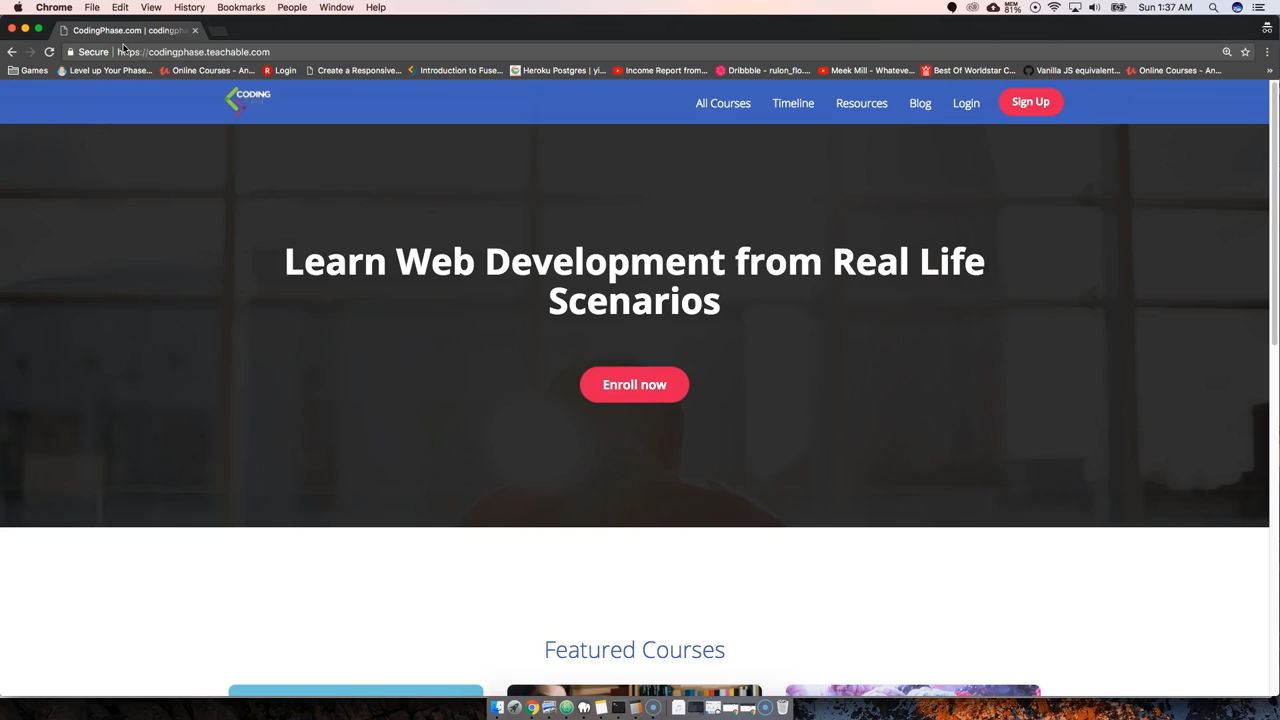 Chrome File Edit View History Bookmarks People Window Help MEM 81% Sun 1:37 AM
CodingPhase.com | codingpha
Secure | https://codingphase.teachable.com
Games Level up Your Phase... Online Courses - An... Login Create a Responsive... Introduction to Fuse... Heroku Postgres | yi... Income Report from... Dribbble - rulon_flo... Meek Mill - Whateve... Best Of Worldstar C... Vanilla JS equivalent... Online Courses - An... »
CODING
All Courses Timeline Resources Blog Login Sign Up
Learn Web Development from Real Life
Scenarios
Enroll now
Featured Courses